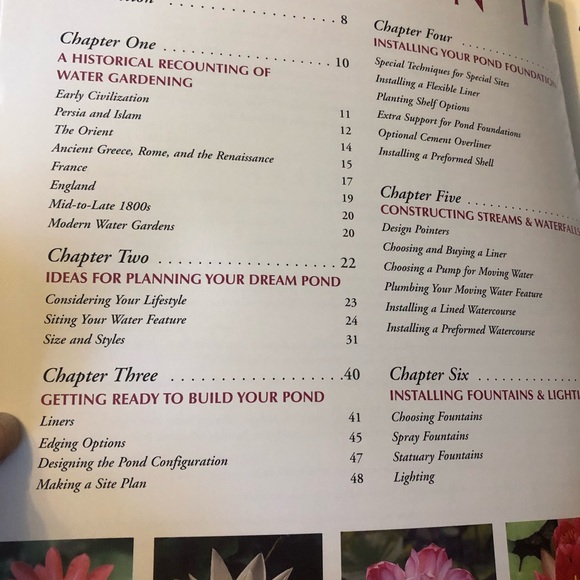 8
Chapter One . . . . . . . . . . . . . . . . . . 10
A HISTORICAL RECOUNTING OF
WATER GARDENING
Early Civilization 11
Persia and Islam 12
The Orient 14
Ancient Greece, Rome, and the Renaissance 15
France 17
England 19
Mid-to-Late 1800s 20
Modern Water Gardens 20
Chapter Two . . . . . . . . . . . . . . . . . . 22
IDEAS FOR PLANNING YOUR DREAM POND
Considering Your Lifestyle 23
Siting Your Water Feature 24
Size and Styles 31
Chapter Three . . . . . . . . . . . . . . . . . 40
GETTING READY TO BUILD YOUR POND
Liners 41
Edging Options 45
Designing the Pond Configuration 47
Making a Site Plan 48
Chapter Four . . . . . . . . .
INSTALLING YOUR POND FOUNDATION
Special Techniques for Special Sites
Installing a Flexible Liner
Planting Shelf Options
Extra Support for Pond Foundations
Optional Cement Overliner
Installing a Preformed Shell
Chapter Five . . . . . . . . . .
CONSTRUCTING STREAMS & WATERFALLS
Design Pointers
Choosing and Buying a Liner
Choosing a Pump for Moving Water
Plumbing Your Moving Water Feature
Installing a Lined Watercourse
Installing a Preformed Watercourse
Chapter Six . . . . . . . . . .
INSTALLING FOUNTAINS & LIGHTI
Choosing Fountains
Spray Fountains
Statuary Fountains
Lighting